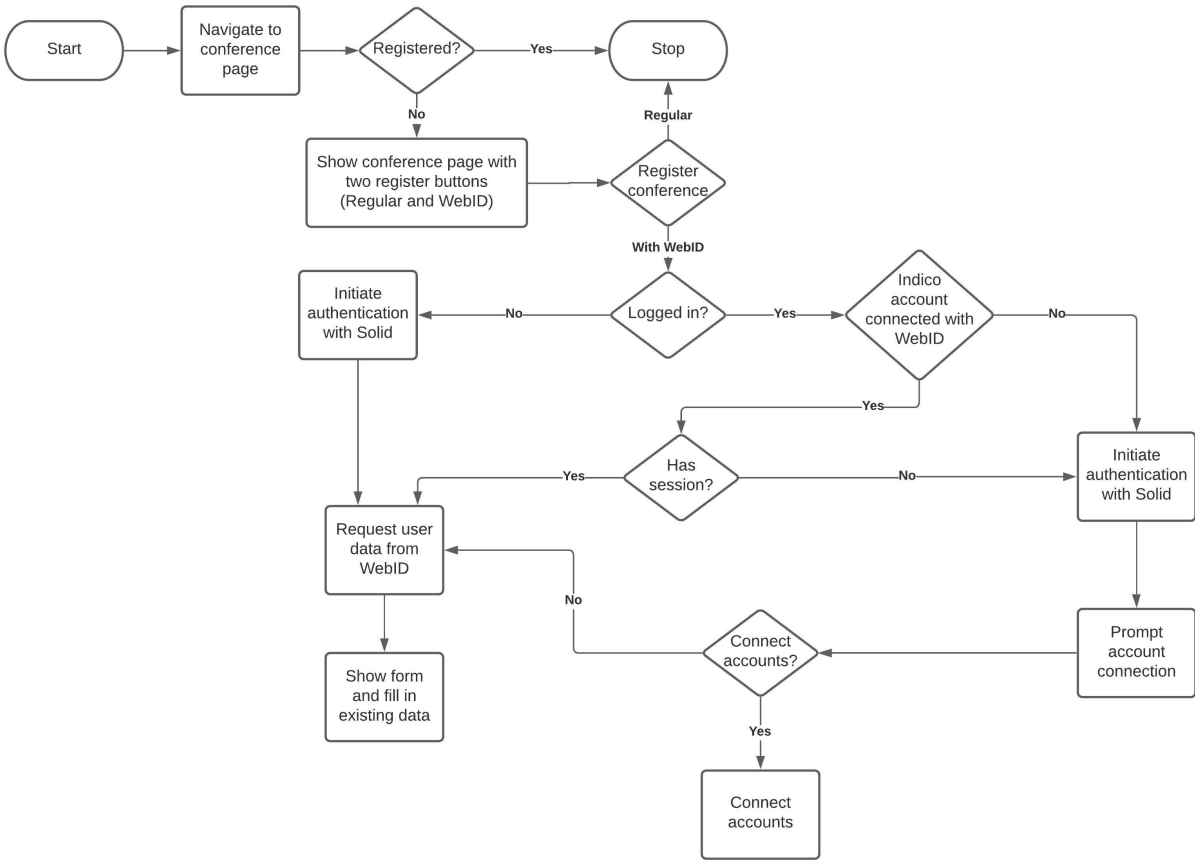 Start
Navigate to
conference
page
Registered?
Yes
Stop
No
Regular
Show conference page with
two register buttons
(Regular and WebID)
Register
conference
With WebID
Initiate
authentication
with Solid
No
Logged in?
Yes
Indico
account
connected with
WebID
No
Yes
Has
session?
Yes
No
Initiate
authentication
with Solid
Request user
data from
WebID
No
Connect
accounts?
Prompt
account
connection
Show form
and fill in
existing data
Yes
Connect
accounts